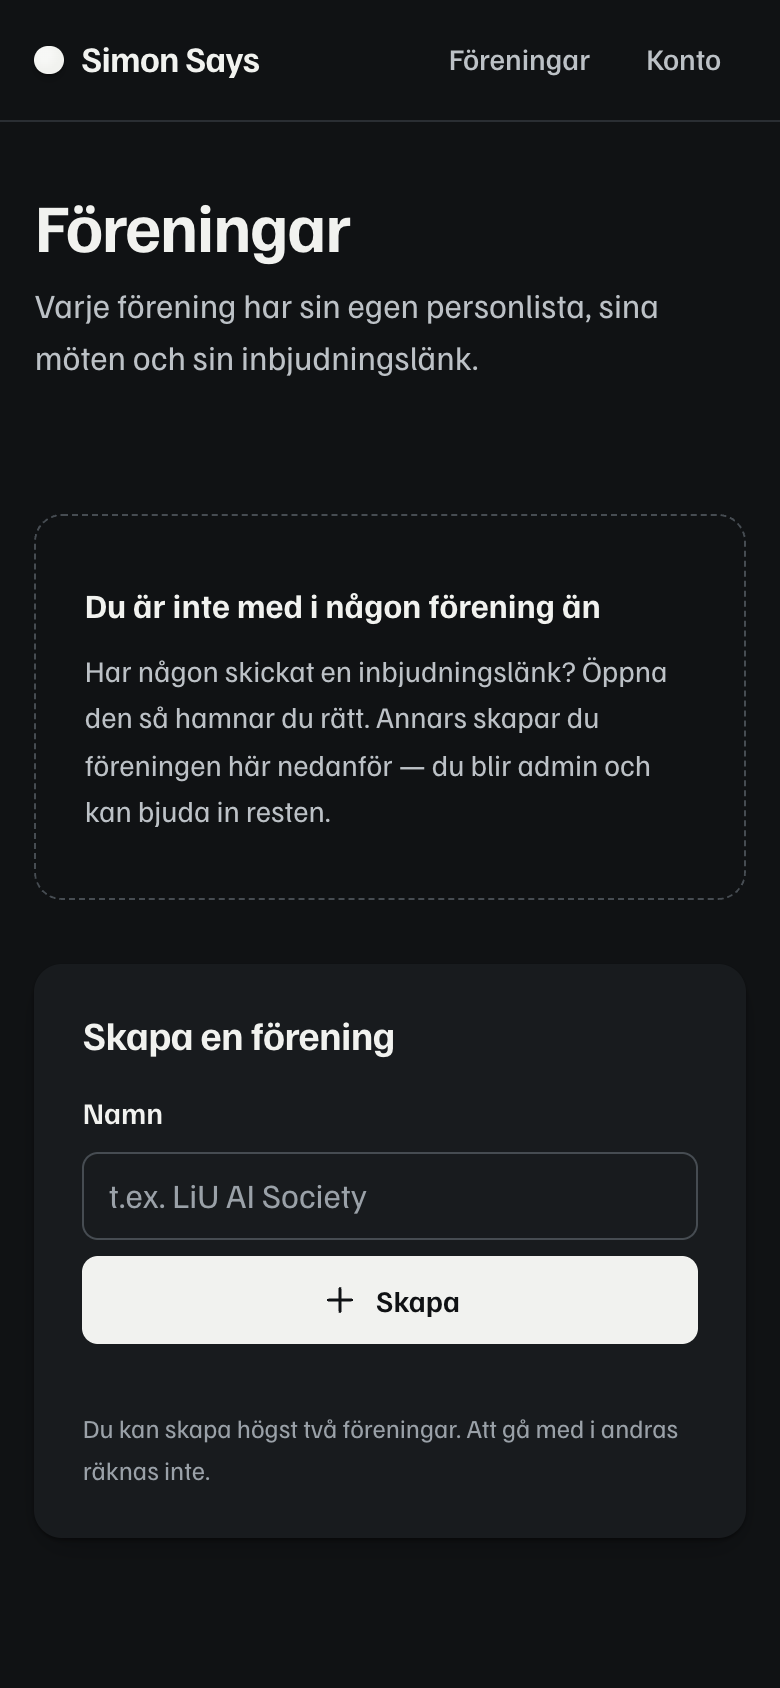 Simon Says
Föreningar
Konto
Föreningar
Varje förening har sin egen personlista, sina
möten och sin inbjudningslänk.
Du är inte med i någon förening än
Har någon skickat en inbjudningslänk? Öppna
den så hamnar du rätt. Annars skapar du
föreningen här nedanför — du blir admin och
kan bjuda in resten.
Skapa en förening
Namn
t.ex. LiU AI Society
Skapa
Du kan skapa högst två föreningar. Att gå med i andras
räknas inte.